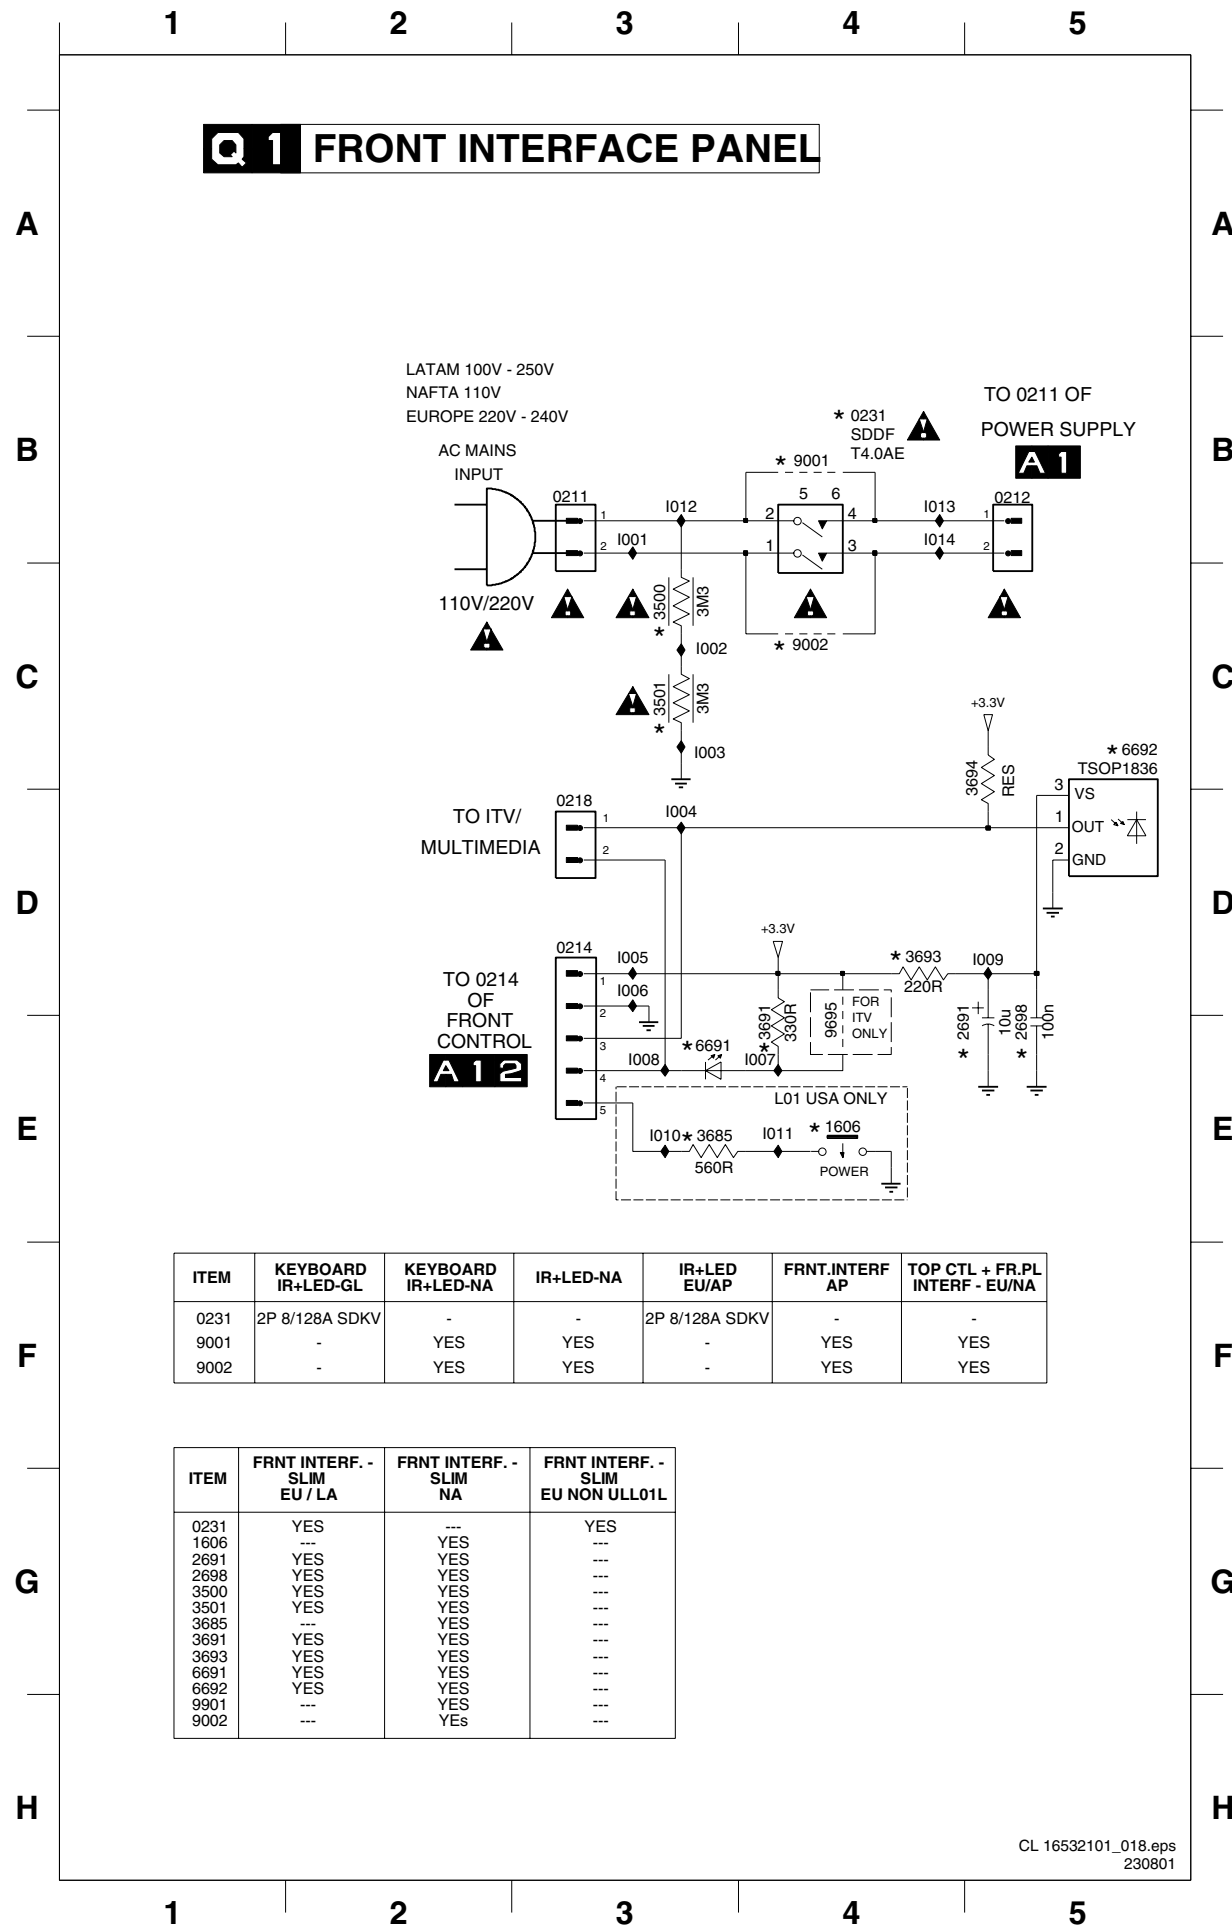 1 2 3 4 5
Q 1 FRONT INTERFACE PANEL
A A
LATAM 100V - 250V
NAFTA 110V
EUROPE 220V - 240V
AC MAINS
INPUT
110V/220V
B B
* 0231
SDDF
T4.0AE
TO 0211 OF
POWER SUPPLY
A 1
* 9001
0211
1
2
I012
I001
5 6
2 4
1 3
I013
I014
0212
1
2
* 3500
3M3
* 9002
I002
C C
* 3501
3M3
I003
+3.3V
3694
RES
* 6692
TSOP1836
3 VS
1 OUT
2 GND
TO ITV/
MULTIMEDIA
0218
1
2
I004
D D
TO 0214
OF
FRONT
CONTROL
A 1 2
0214
1
2
3
4
5
I005
I006
I008
* 6691
I007
+3.3V
* 3691
330R
9695
FOR
ITV
ONLY
* 3693
220R
I009
* 2691
+
10u
* 2698
100n
E E
L01 USA ONLY
I010
* 3685
560R
I011
* 1606
POWER
ITEM KEYBOARD IR+LED-GL KEYBOARD IR+LED-NA IR+LED-NA IR+LED EU/AP FRNT.INTERF AP TOP CTL + FR.PL INTERF - EU/NA
0231 2P 8/128A SDKV - - 2P 8/128A SDKV - -
9001 - YES YES - YES YES
9002 - YES YES - YES YES
F F
ITEM FRNT INTERF. - SLIM EU / LA FRNT INTERF. - SLIM NA FRNT INTERF. - SLIM EU NON ULL01L
0231 YES --- YES
1606 --- YES ---
2691 YES YES ---
2698 YES YES ---
3500 YES YES ---
3501 YES YES ---
3685 --- YES ---
3691 YES YES ---
3693 YES YES ---
6691 YES YES ---
6692 YES YES ---
9901 --- YES ---
9002 --- YEs ---
G G
H H
CL 16532101_018.eps
230801
1 2 3 4 5